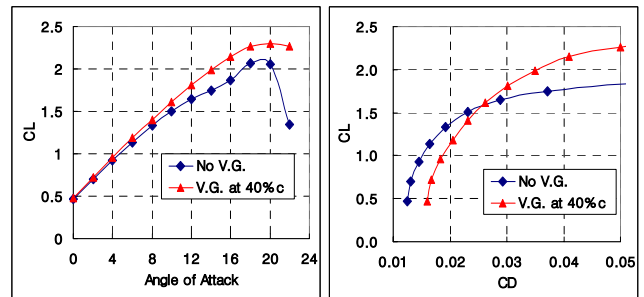 2.5
2
1.5
1
0.5
0
CL
0 4 8 12 16 20 24
Angle of Attack
No V.G.
V.G. at 40%c
2.5
2.0
1.5
1.0
0.5
0.0
CL
0.01 0.02 0.03 0.04 0.05
CD
No V.G.
V.G. at 40%c